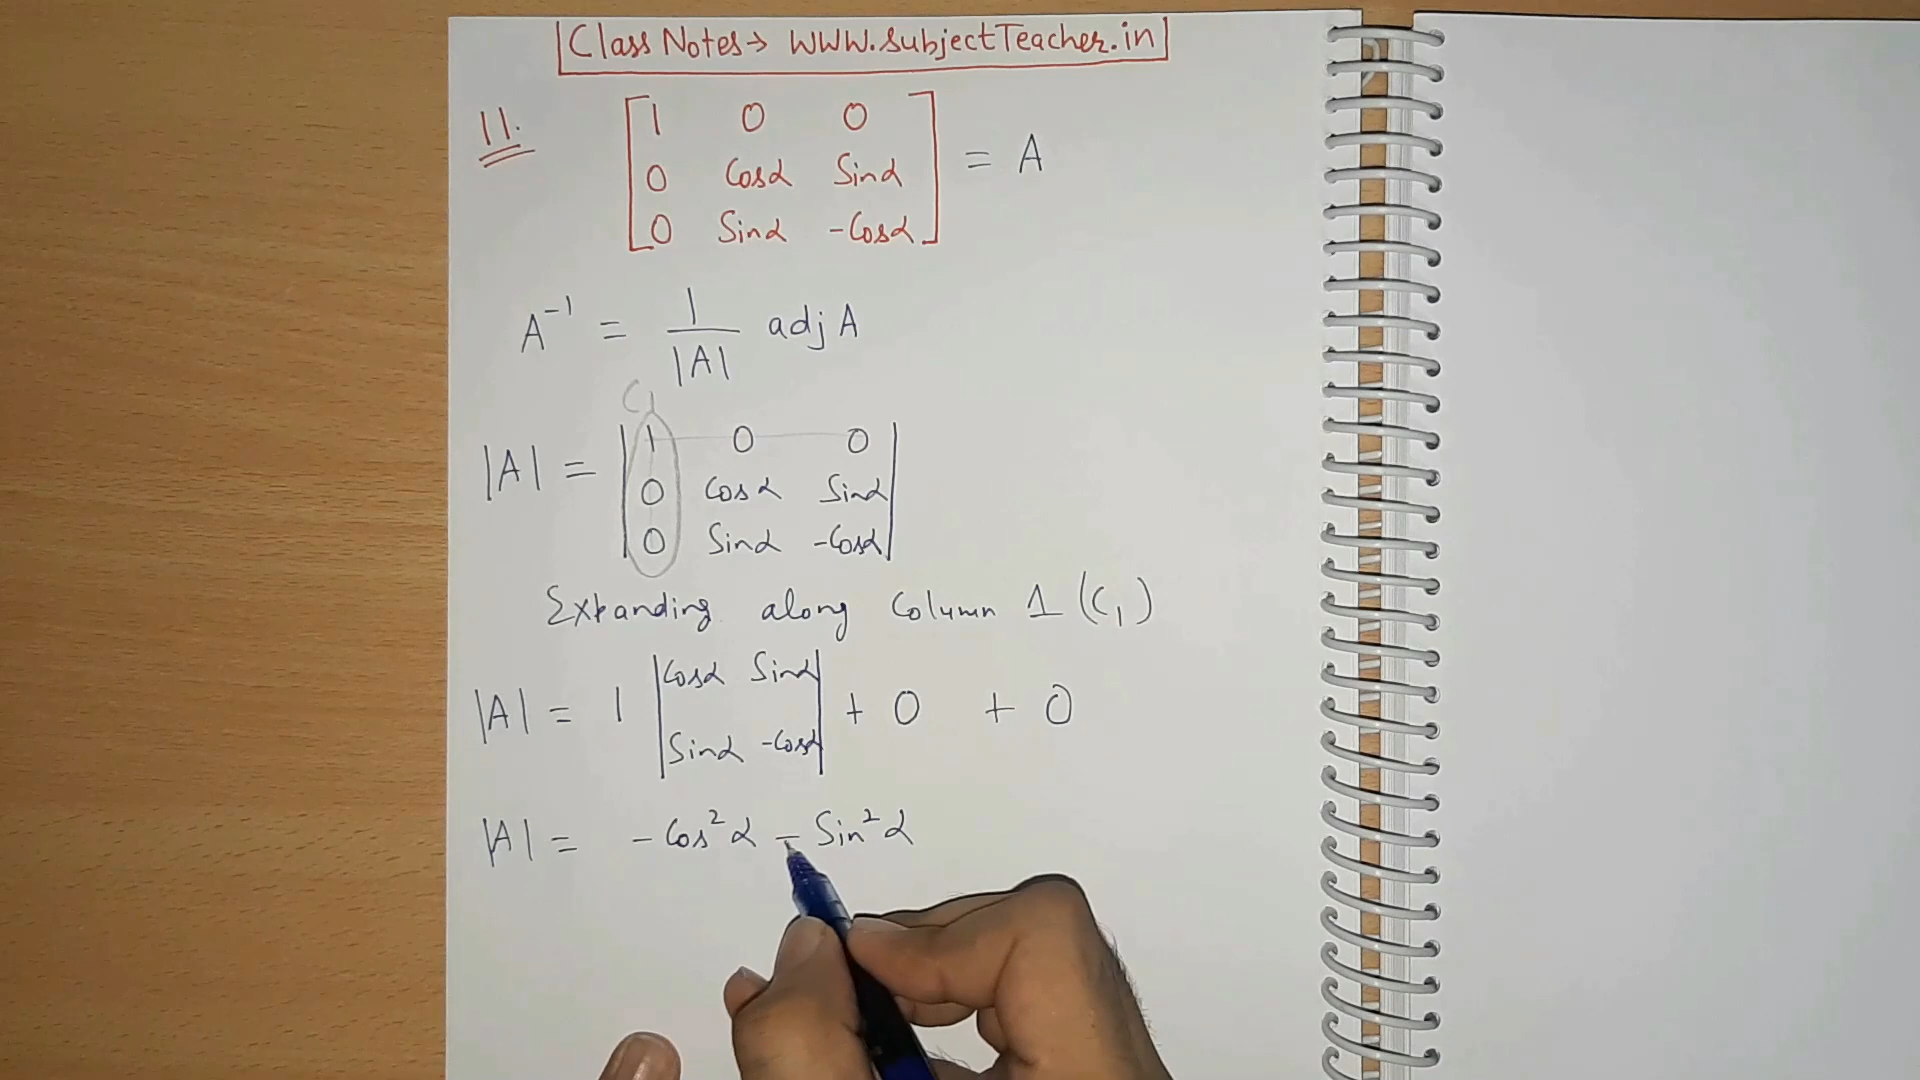 Class Notes → WWW.SubjectTeacher.in
11.
1 0 0
0 Cosα Sinα = A
0 Sinα -Cosα
A⁻¹ = 1/|A| adj A
C₁
|A| = | 1 0 0
0 Cosα Sinα
0 Sinα -Cosα |
Expanding along Column 1 (C₁)
|A| = 1 | Cosα Sinα
Sinα -Cosα | + 0 + 0
|A| = - Cos²α - Sin²α